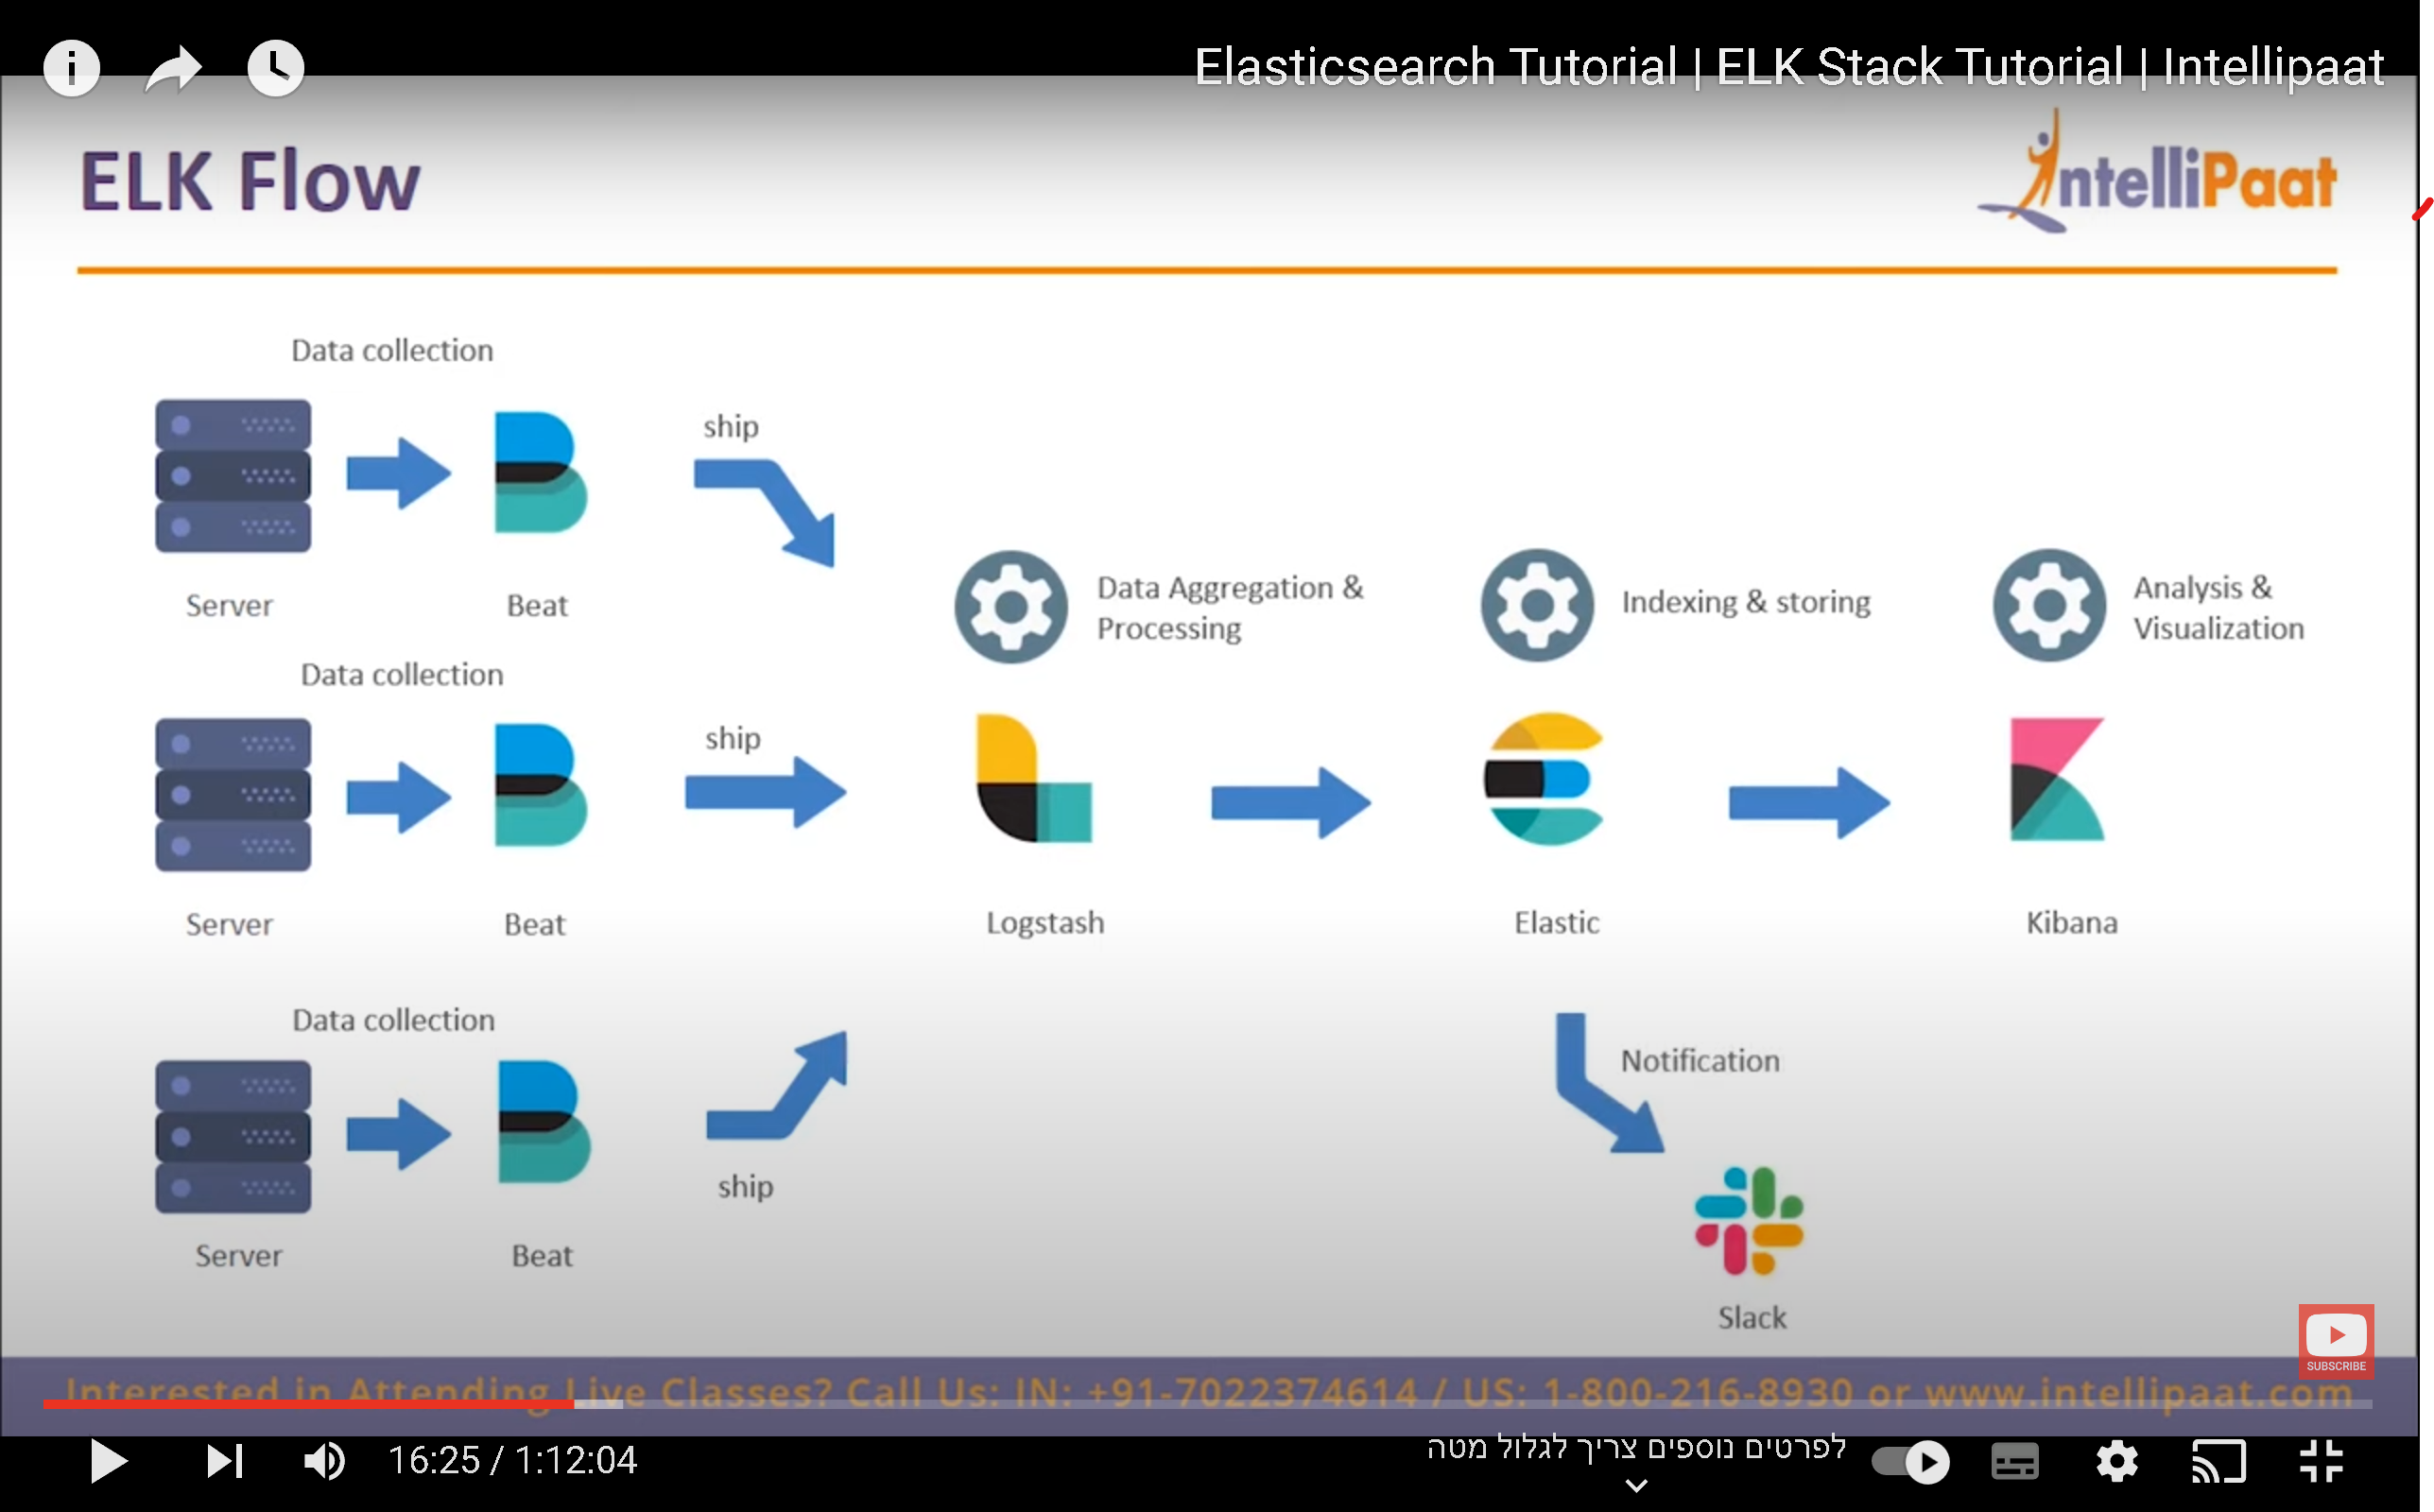 Elasticsearch Tutorial | ELK Stack Tutorial | Intellipaat
ELK Flow
IntelliPaat
Data collection
ship
Server
Beat
Data Aggregation &
Processing
Indexing & storing
Analysis &
Visualization
Data collection
ship
Server
Beat
Logstash
Elastic
Kibana
Data collection
Notification
ship
Server
Beat
Slack
SUBSCRIBE
Interested in Attending Live Classes? Call Us: IN: +91-7022374614 / US: 1-800-216-8930 or www.intellipaat.com
16:25 / 1:12:04
לפרטים נוספים צריך לגלול מטה